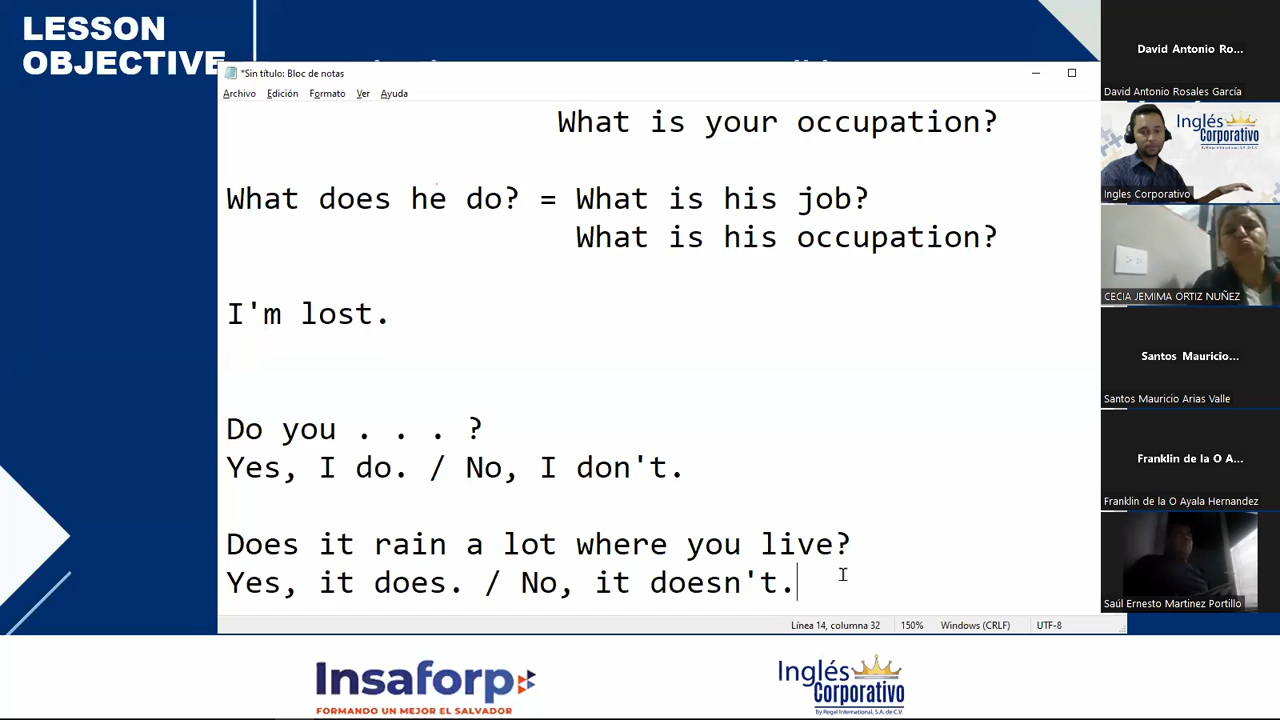 LESSON
OBJECTIVE
*Sin título: Bloc de notas
Archivo Edición Formato Ver Ayuda
What is your occupation?
What does he do? = What is his job?
What is his occupation?
I'm lost.
Do you . . . ?
Yes, I do. / No, I don't.
Does it rain a lot where you live?
Yes, it does. / No, it doesn't.
Línea 14, columna 32 150% Windows (CRLF) UTF-8
Insaforp
FORMANDO UN MEJOR EL SALVADOR
Inglés
Corporativo
By Regal International, S.A. de C.V.
David Antonio Ro...
David Antonio Rosales García
Inglés
Corporativo
Ingles Corporativo
CECIA JEMIMA ORTIZ NUÑEZ
Santos Mauricio...
Santos Mauricio Arias Valle
Franklin de la O A...
Franklin de la O Ayala Hernandez
Saúl Ernesto Martinez Portillo